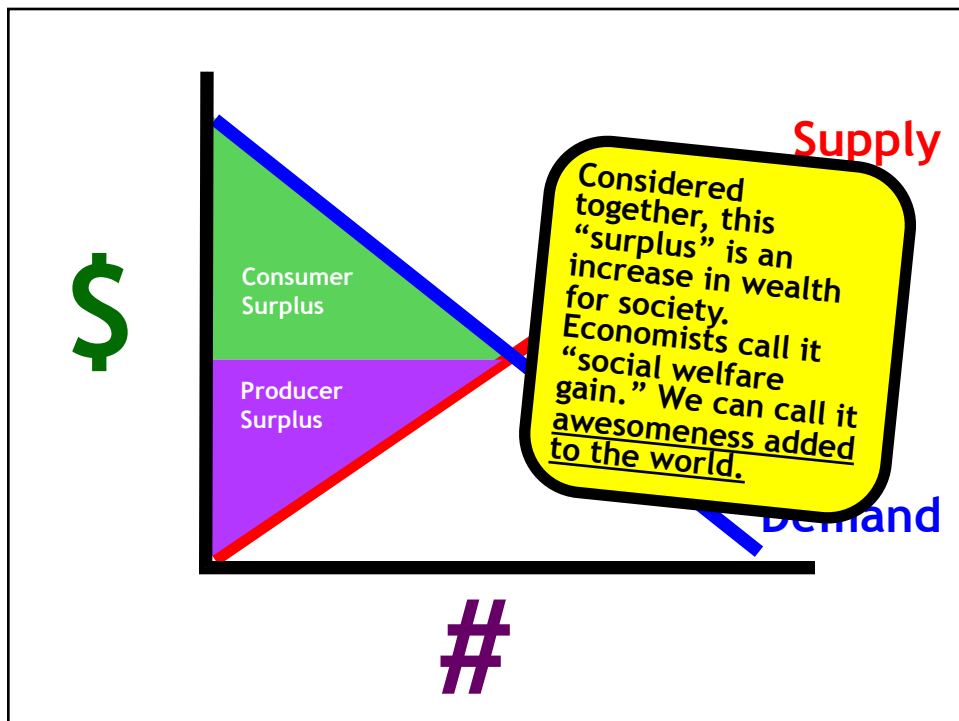 Supply
Considered
together, this
“surplus” is an
increase in wealth
for society.
Economists call it
“social welfare
gain.” We can call it
awesomeness added
to the world.
$
Consumer
Surplus
Producer
Surplus
Demand
#